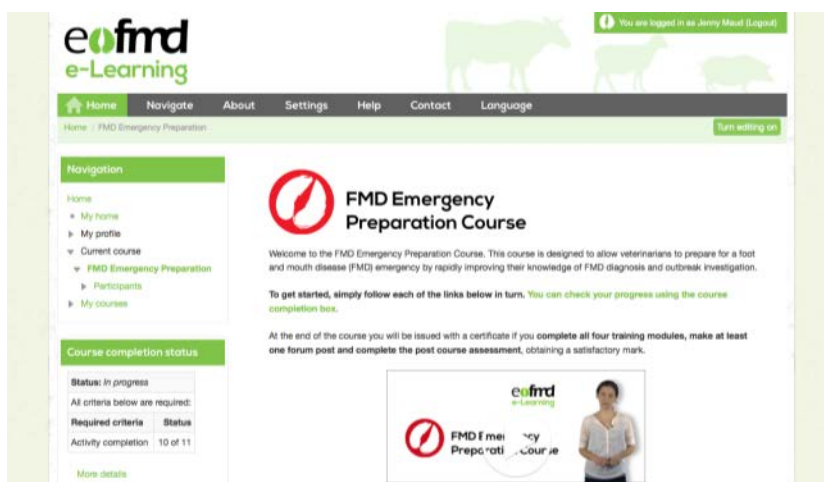 eofmd
e-Learning
You are logged in as Jenny Maud (Logout)
Home Navigate About Settings Help Contact Language
Home / FMD Emergency Preparation
Turn editing on
Navigation
Home
My home
My profile
Current course
FMD Emergency Preparation
Participants
My courses
Course completion status
Status: In progress
All criteria below are required:
Required criteria Status
Activity completion 10 of 11
More details
FMD Emergency
Preparation Course
Welcome to the FMD Emergency Preparation Course. This course is designed to allow veterinarians to prepare for a foot
and mouth disease (FMD) emergency by rapidly improving their knowledge of FMD diagnosis and outbreak investigation.
To get started, simply follow each of the links below in turn. You can check your progress using the course
completion box.
At the end of the course you will be issued with a certificate if you complete all four training modules, make at least
one forum post and complete the post course assessment, obtaining a satisfactory mark.
eofmd
e-Learning
FMD Emergency
Preparation Course